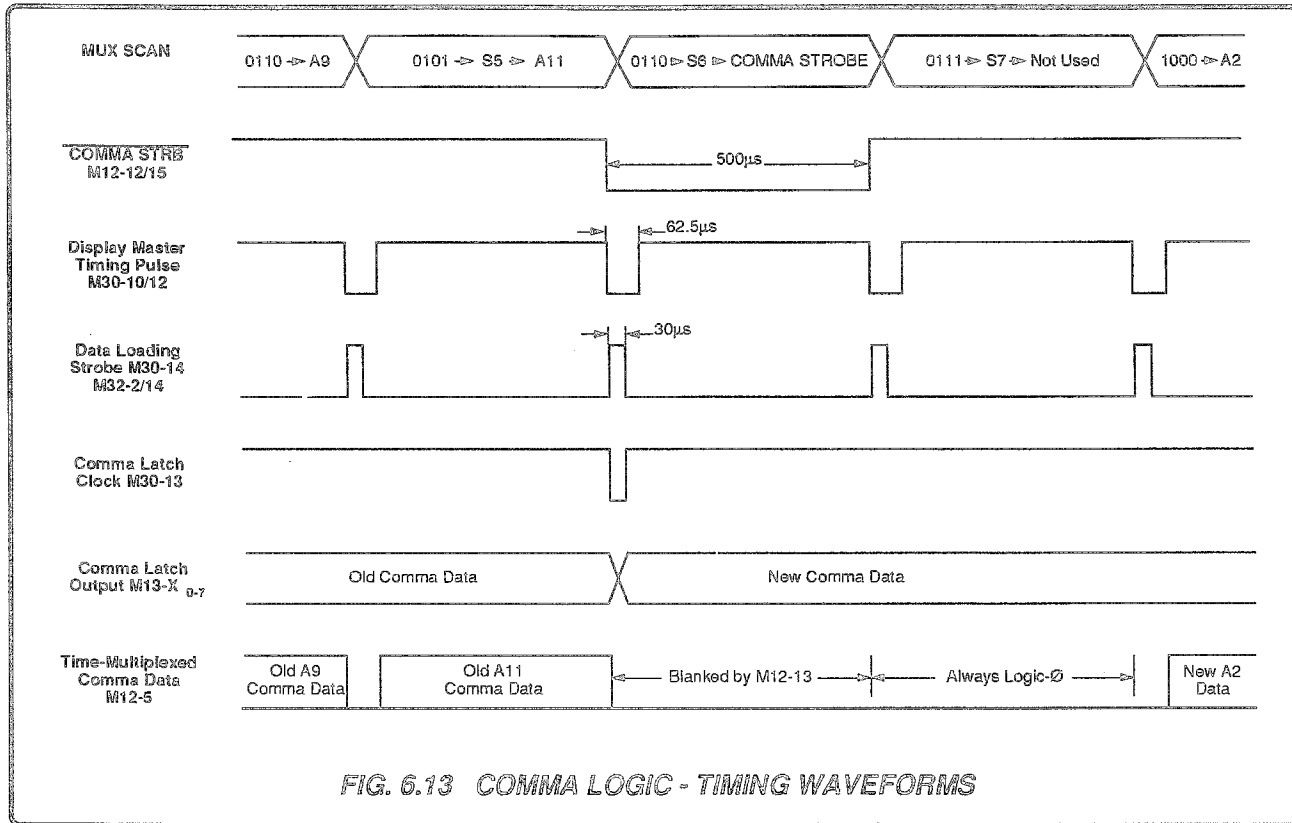 MUX SCAN
0110 → A9
0101 → S5 → A11
0110 → S6 → COMMA STROBE
0111 → S7 → Not Used
1000 → A2
COMMA STRB
M12-12/15
500µs
Display Master
Timing Pulse
M30-10/12
62.5µs
Data Loading
Strobe M30-14
M32-2/14
30µs
Comma Latch
Clock M30-13
Comma Latch
Output M13-X 0-7
Old Comma Data
New Comma Data
Time-Multiplexed
Comma Data
M12-5
Old A9
Comma Data
Old A11
Comma Data
Blanked by M12-13
Always Logic-Ø
New A2
Data
FIG. 6.13 COMMA LOGIC - TIMING WAVEFORMS